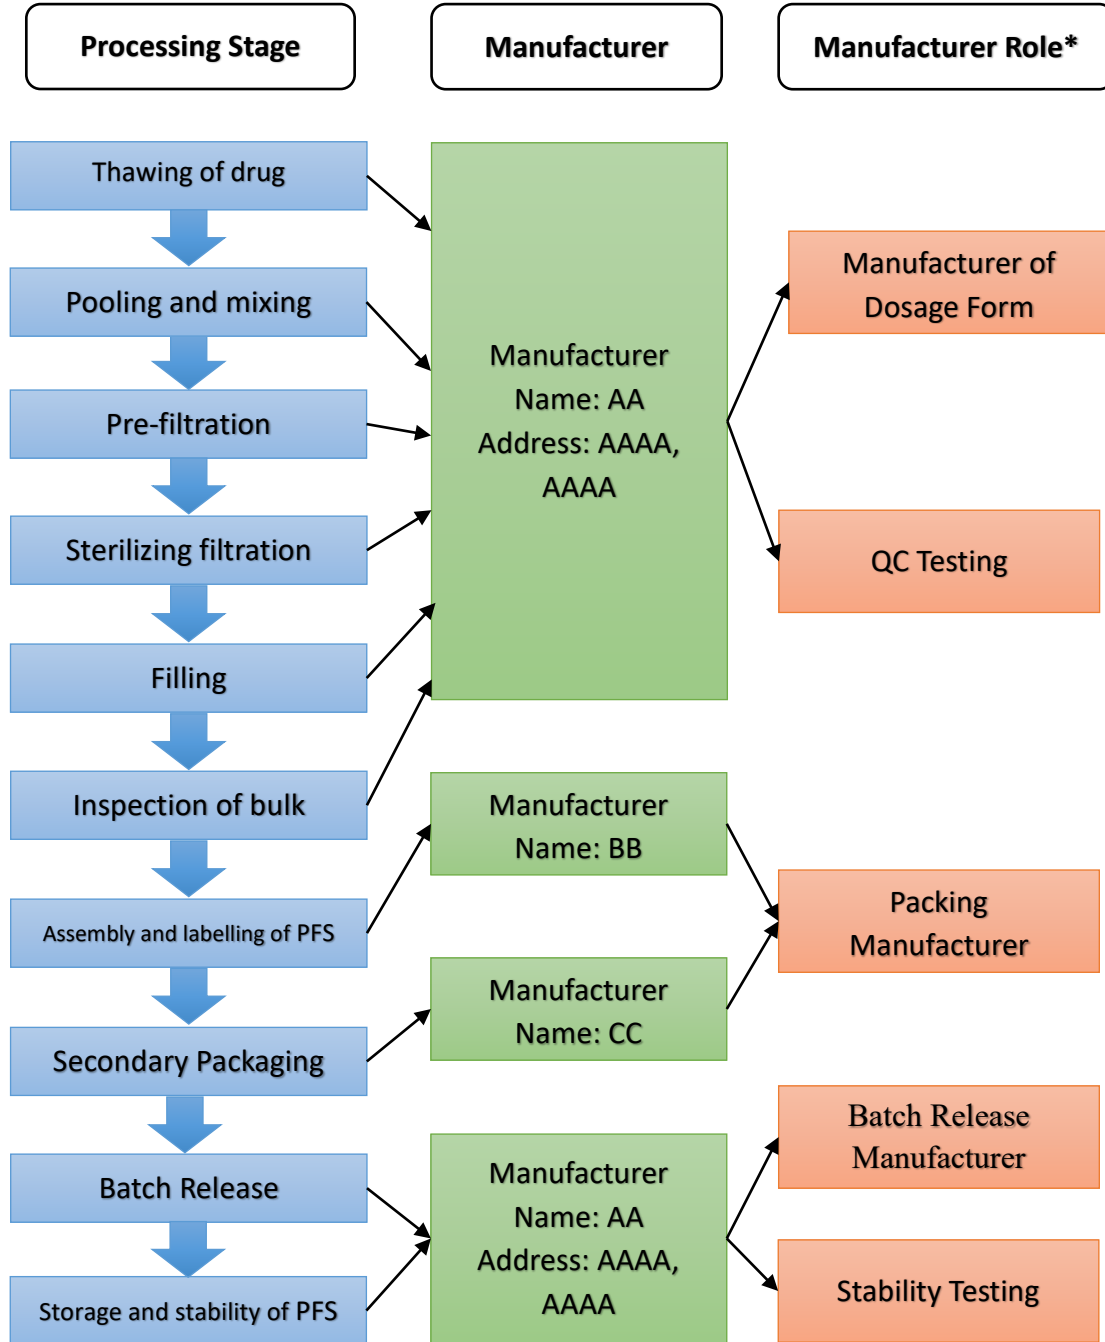 Processing Stage
Manufacturer
Manufacturer Role*
Thawing of drug
Pooling and mixing
Pre-filtration
Sterilizing filtration
Filling
Inspection of bulk
Assembly and labelling of PFS
Secondary Packaging
Batch Release
Storage and stability of PFS
Manufacturer
Name: AA
Address: AAAA,
AAAA
Manufacturer
Name: BB
Manufacturer
Name: CC
Manufacturer
Name: AA
Address: AAAA,
AAAA
Manufacturer of
Dosage Form
QC Testing
Packing
Manufacturer
Batch Release
Manufacturer
Stability Testing